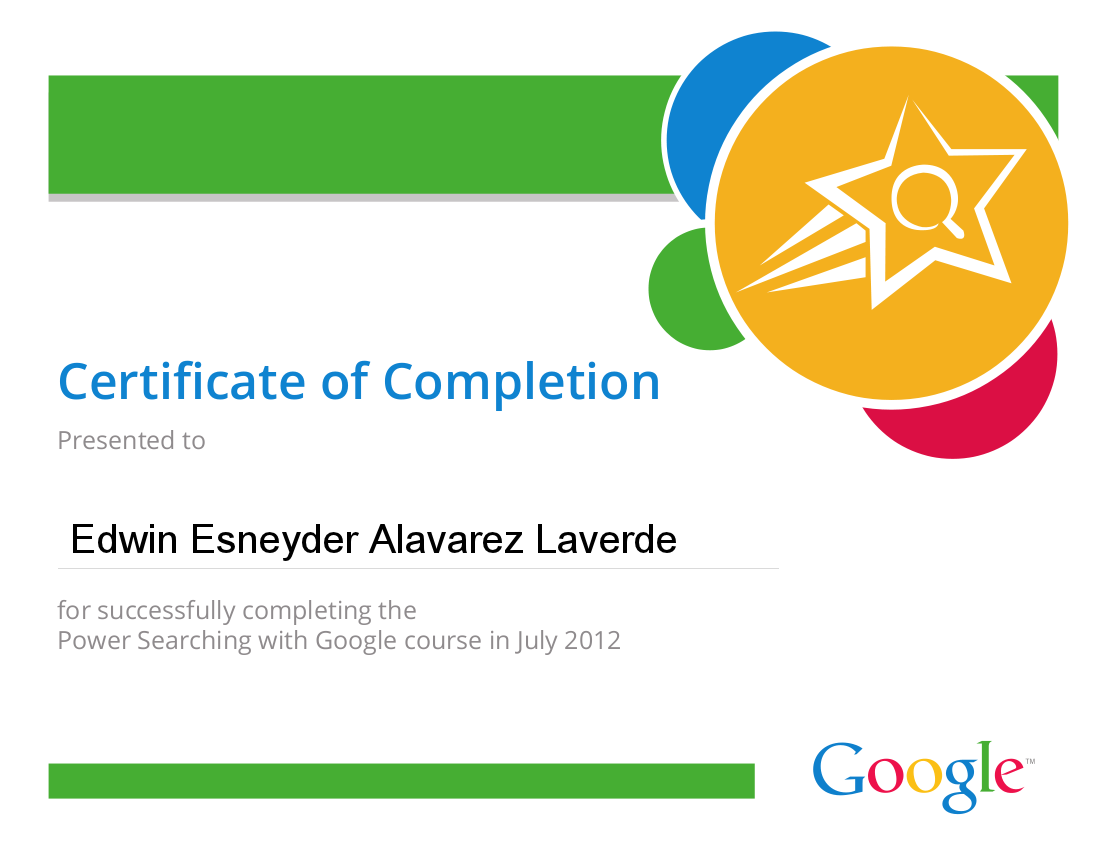 Certificate of Completion
Presented to
Edwin Esneyder Alavarez Laverde
for successfully completing the
Power Searching with Google course in July 2012
Google™